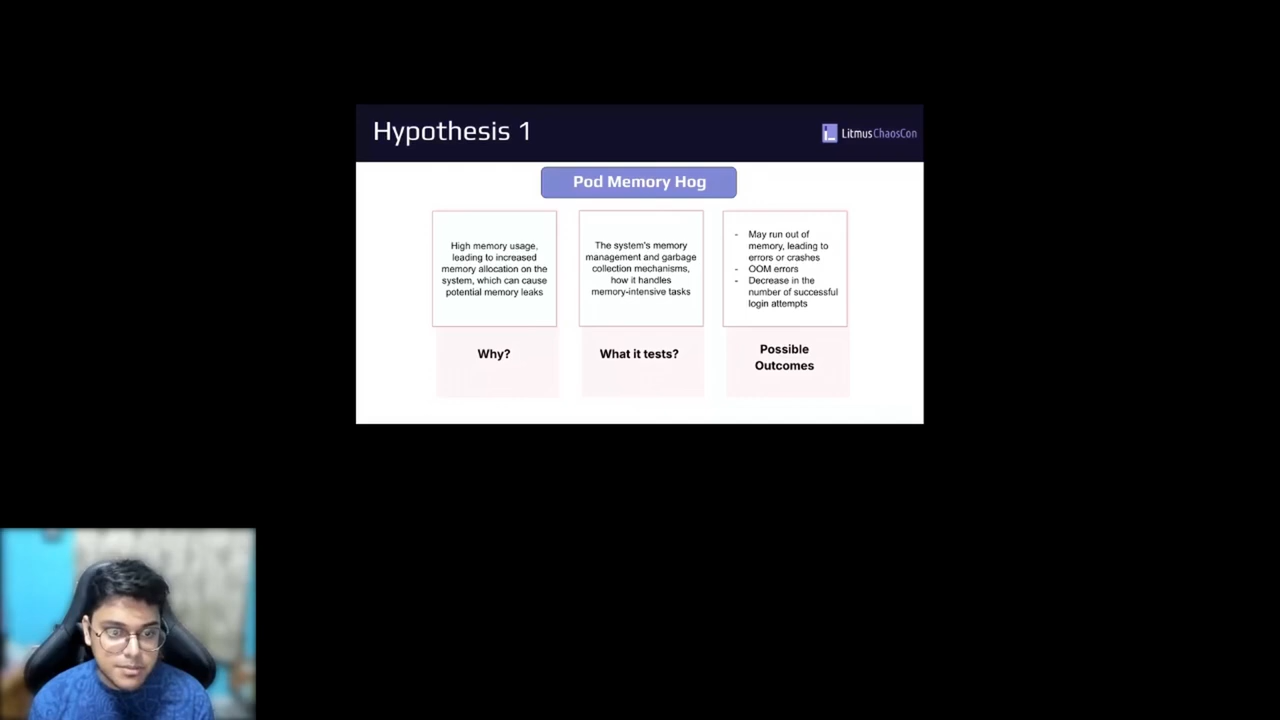 Hypothesis 1
LitmusChaosCon
Pod Memory Hog
High memory usage,
leading to increased
memory allocation on the
system, which can cause
potential memory leaks
Why?
The system's memory
management and garbage
collection mechanisms,
how it handles
memory-intensive tasks
What it tests?
- May run out of
memory, leading to
errors or crashes
- OOM errors
- Decrease in the
number of successful
login attempts
Possible
Outcomes